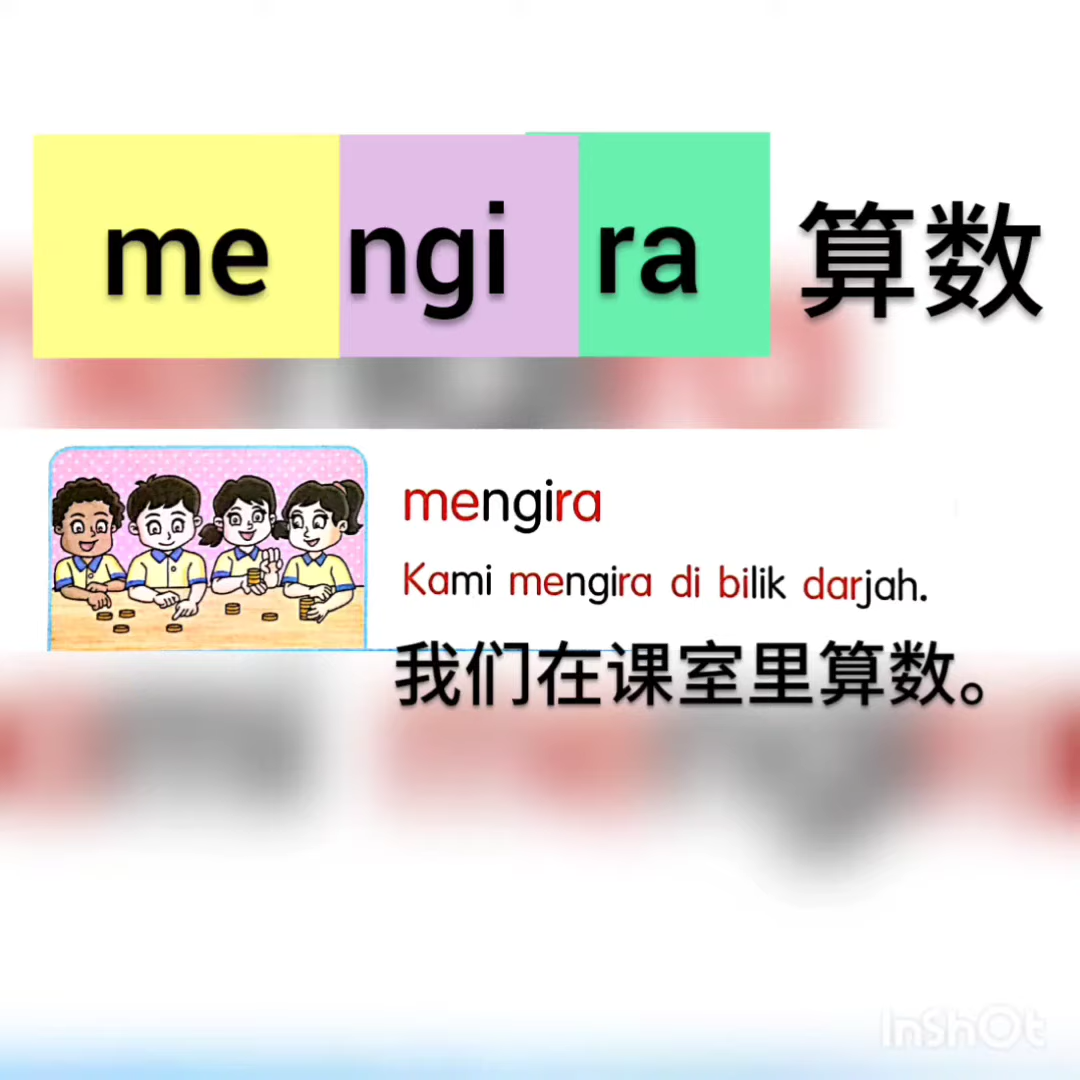 me ngi ra 算数
mengira
Kami mengira di bilik darjah.
我们在课室里算数。
InShOt